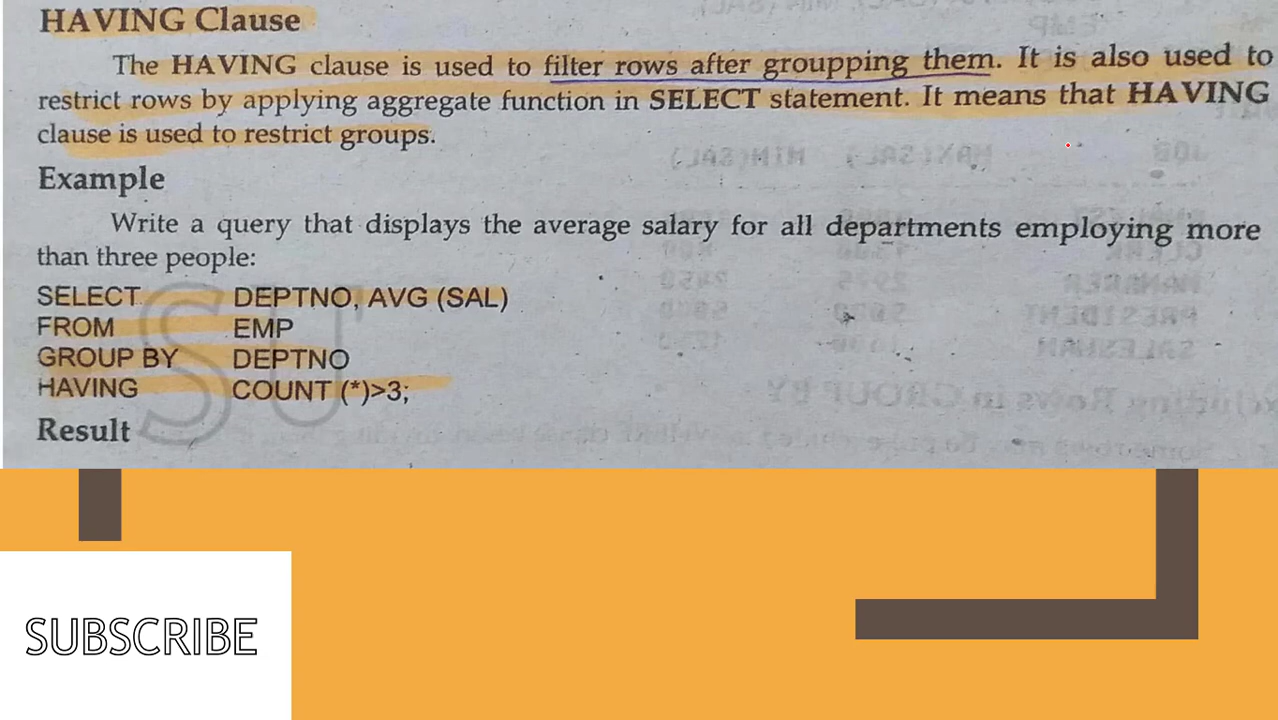 HAVING Clause
The HAVING clause is used to filter rows after groupping them. It is also used to
restrict rows by applying aggregate function in SELECT statement. It means that HAVING
clause is used to restrict groups.
Example
Write a query that displays the average salary for all departments employing more
than three people:
SELECT DEPTNO, AVG (SAL)
FROM EMP
GROUP BY DEPTNO
HAVING COUNT (*)>3;
Result
SUBSCRIBE